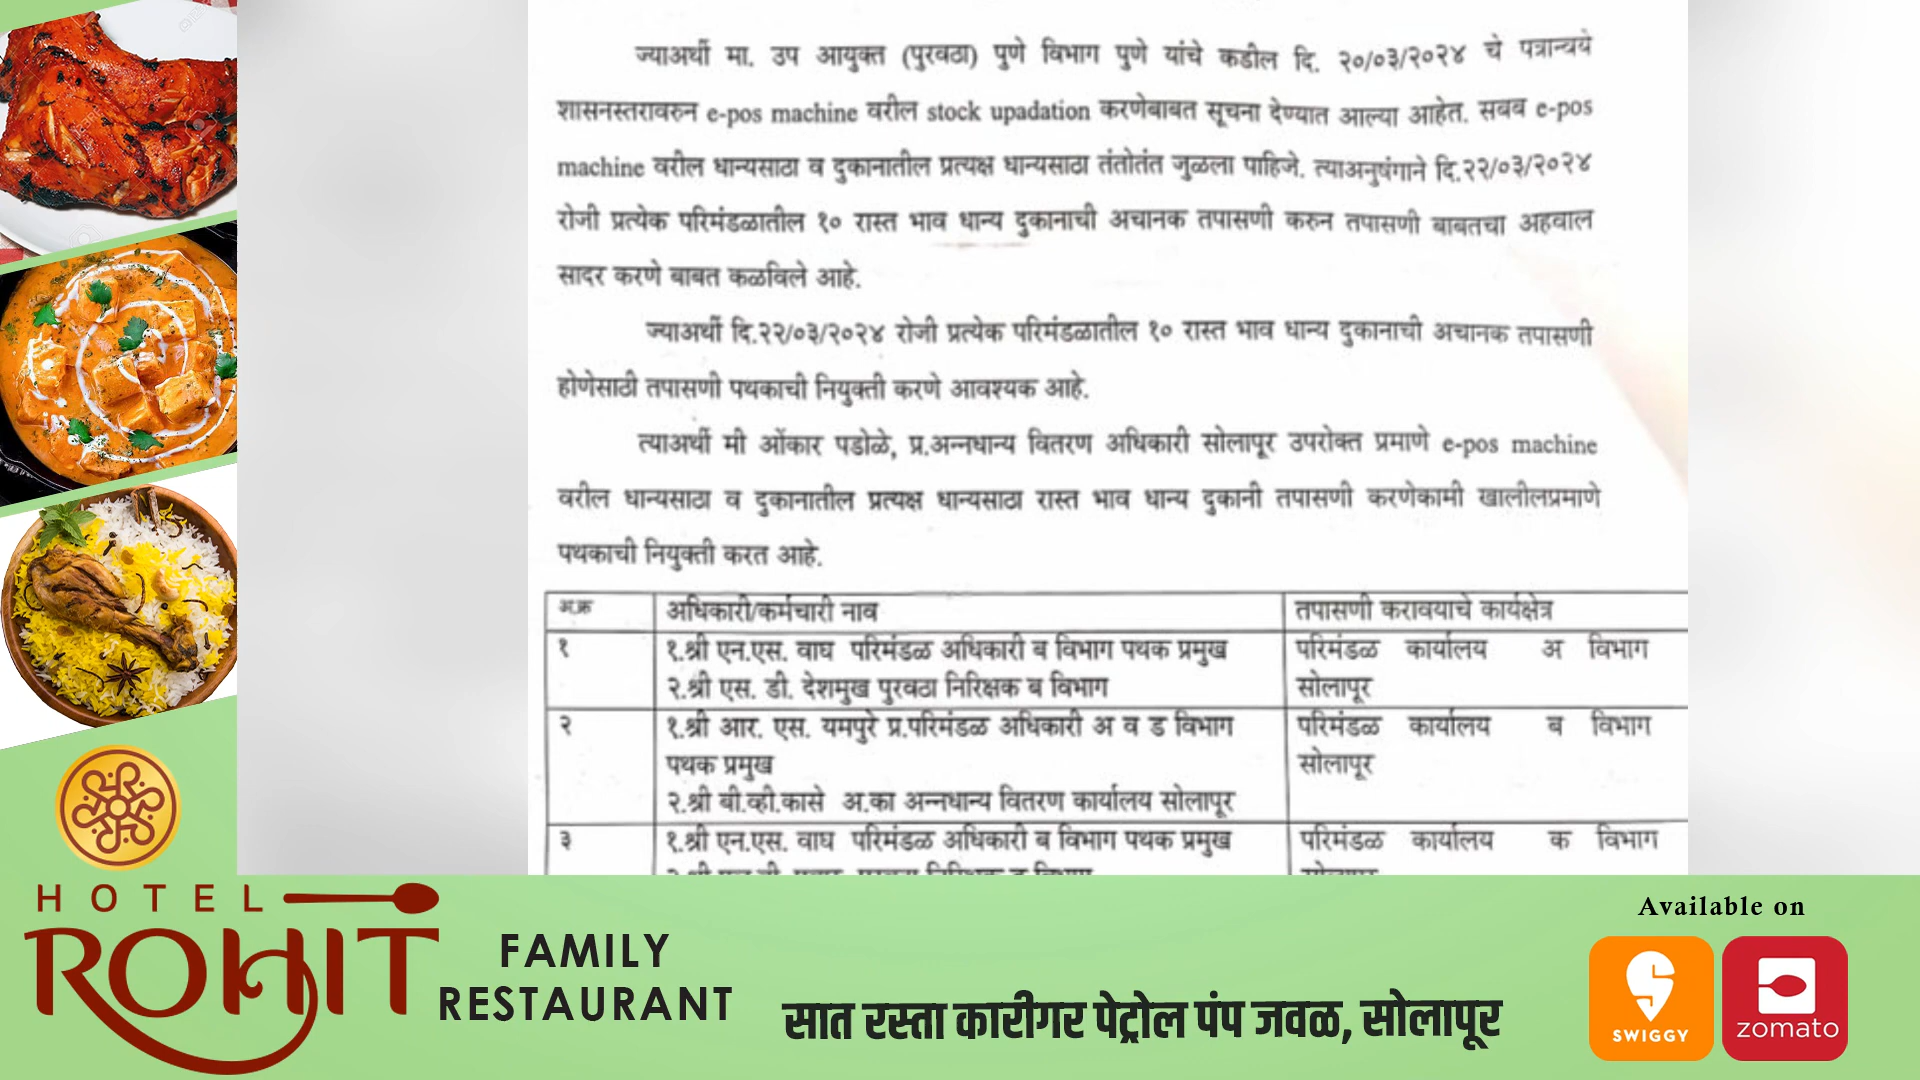 ज्याअर्थी मा. उप आयुक्त (पुरवठा) पुणे विभाग पुणे यांचे कडील दि. २०/०३/२०२४ चे पत्रान्वये
शासनस्तरावरुन e-pos machine वरील stock upadation करणेबाबत सूचना देण्यात आल्या आहेत. सबब e-pos
machine वरील धान्यसाठा व दुकानातील प्रत्यक्ष धान्यसाठा तंतोतंत जुळला पाहिजे. त्याअनुषंगाने दि.२२/०३/२०२४
रोजी प्रत्येक परिमंडळातील १० रास्त भाव धान्य दुकानाची अचानक तपासणी करुन तपासणी बाबतचा अहवाल
सादर करणे बाबत कळविले आहे.
ज्याअर्थी दि.२२/०३/२०२४ रोजी प्रत्येक परिमंडळातील १० रास्त भाव धान्य दुकानाची अचानक तपासणी
होणेसाठी तपासणी पथकाची नियुक्ती करणे आवश्यक आहे.
त्याअर्थी मी ओंकार पडोळे, प्र.अन्नधान्य वितरण अधिकारी सोलापूर उपरोक्त प्रमाणे e-pos machine
वरील धान्यसाठा व दुकानातील प्रत्यक्ष धान्यसाठा रास्त भाव धान्य दुकानी तपासणी करणेकामी खालीलप्रमाणे
पथकाची नियुक्ती करत आहे.
अ.क्र अधिकारी/कर्मचारी नाव तपासणी करावयाचे कार्यक्षेत्र
१ १.श्री एन.एस. वाघ परिमंडळ अधिकारी ब विभाग पथक प्रमुख परिमंडळ कार्यालय अ विभाग
२.श्री एस. डी. देशमुख पुरवठा निरिक्षक ब विभाग सोलापूर
२ १.श्री आर. एस. यमपुरे प्र.परिमंडळ अधिकारी अ व ड विभाग परिमंडळ कार्यालय ब विभाग
पथक प्रमुख सोलापूर
२.श्री बी.व्ही.कासे अ.का अन्नधान्य वितरण कार्यालय सोलापूर
३ १.श्री एन.एस. वाघ परिमंडळ अधिकारी ब विभाग पथक प्रमुख परिमंडळ कार्यालय क विभाग
HOTEL
ROHIT
FAMILY
RESTAURANT
सात रस्ता कारीगर पेट्रोल पंप जवळ, सोलापूर
Available on
SWIGGY
zomato